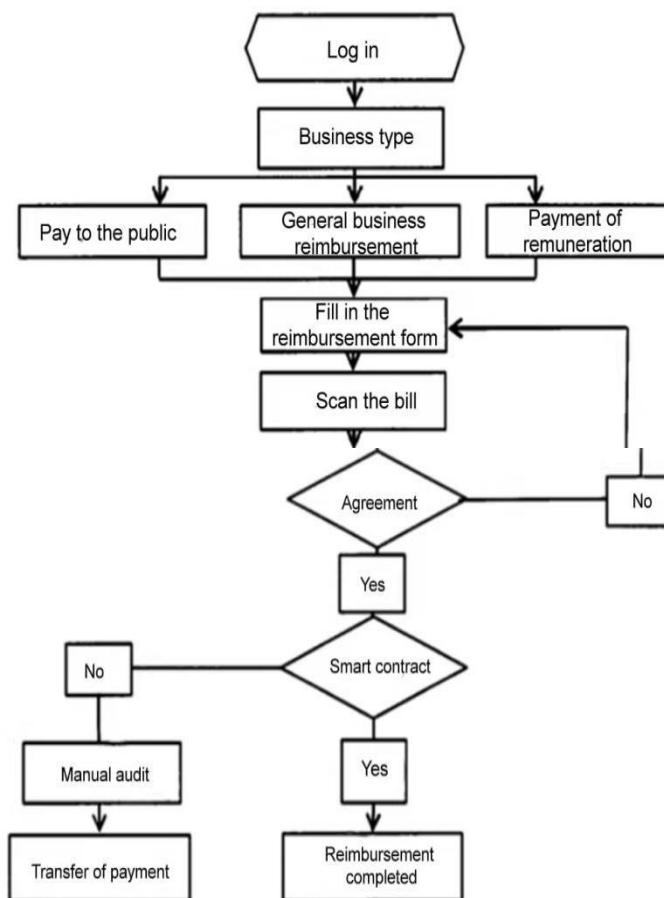 Log in
Business type
Pay to the public
General business
reimbursement
Payment of
remuneration
Fill in the
reimbursement form
Scan the bill
Agreement
No
Yes
No
Smart contract
Manual audit
Yes
Transfer of payment
Reimbursement
completed